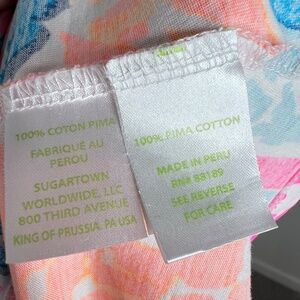 100% COTON PIMA
FABRIQUÉ AU
PEROU
SUGARTOWN
WORLDWIDE, LLC
800 THIRD AVENUE
KING OF PRUSSIA, PA USA
100% PIMA COTTON
MADE IN PERU
RN# 83189
SEE REVERSE
FOR CARE